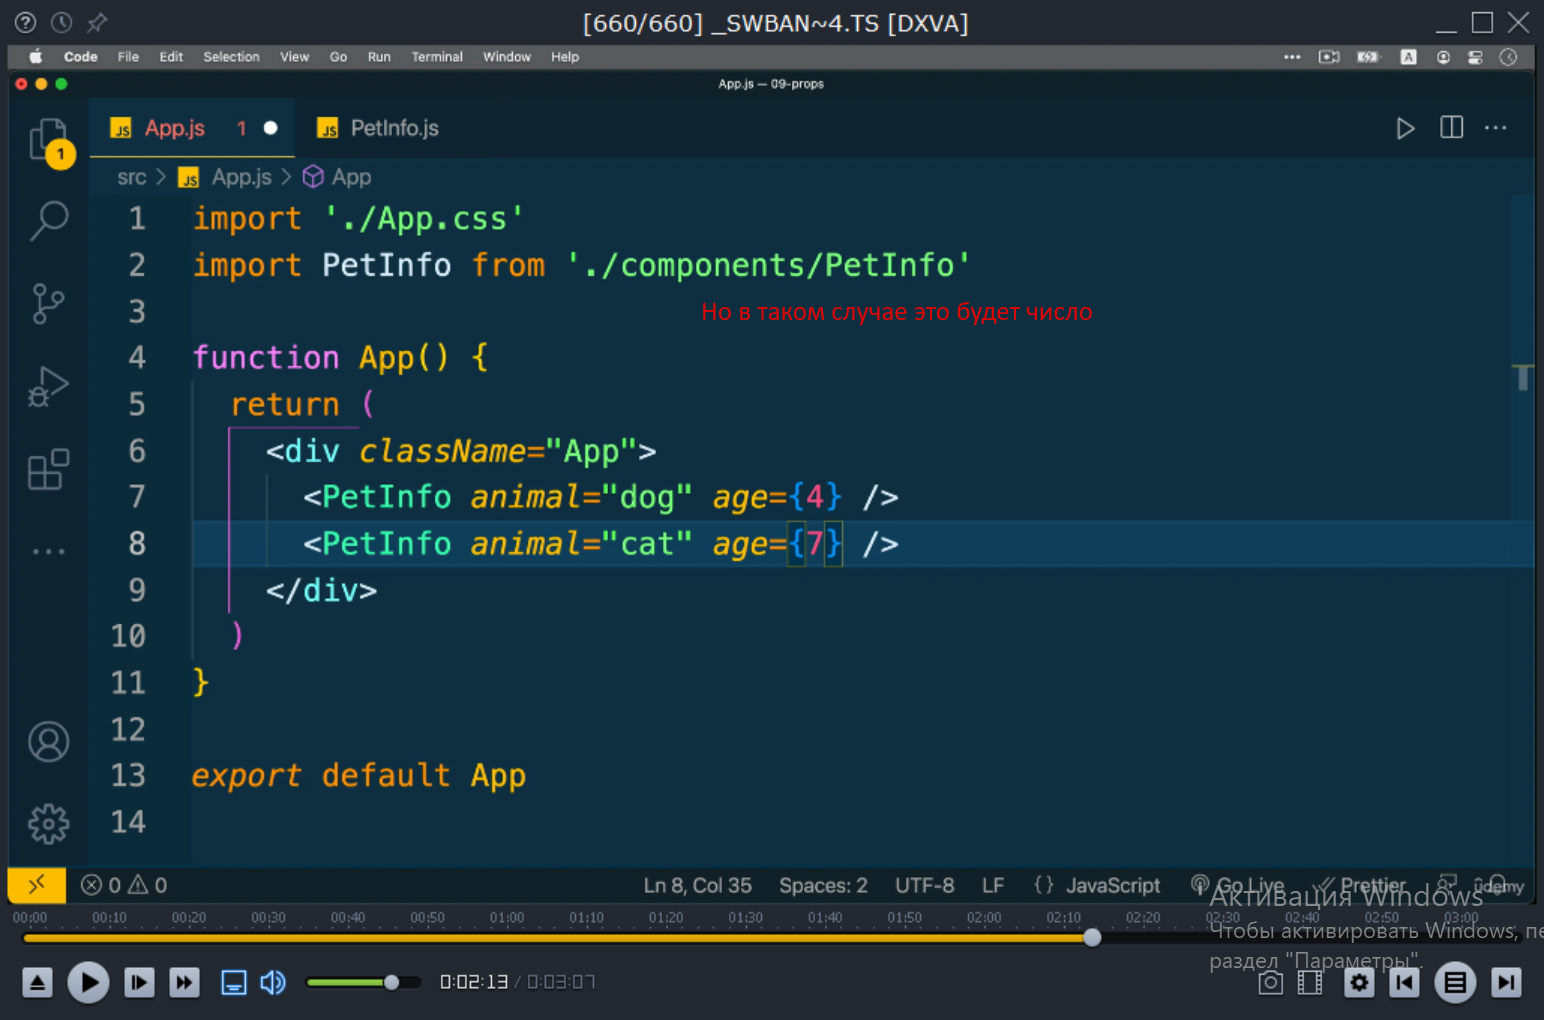 [660/660] _SWBAN~4.TS [DXVA]
Code File Edit Selection View Go Run Terminal Window Help A
App.js — 09-props
JS App.js 1 JS PetInfo.js
1
src > JS App.js > App
1 import './App.css'
2 import PetInfo from './components/PetInfo'
3
Но в таком случае это будет число
4 function App() {
5 return (
6 <div className="App">
7 <PetInfo animal="dog" age={4} />
8 <PetInfo animal="cat" age={7} />
9 </div>
10 )
11 }
12
13 export default App
14
0 0 Ln 8, Col 35 Spaces: 2 UTF-8 LF {} JavaScript Go Live Prettier ûdemy
Активация Windows
00:00 00:10 00:20 00:30 00:40 00:50 01:00 01:10 01:20 01:30 01:40 01:50 02:00 02:10 02:20 02:30 02:40 02:50 03:00
Чтобы активировать Windows, пе
раздел "Параметры".
0:02:13 / 0:03:07